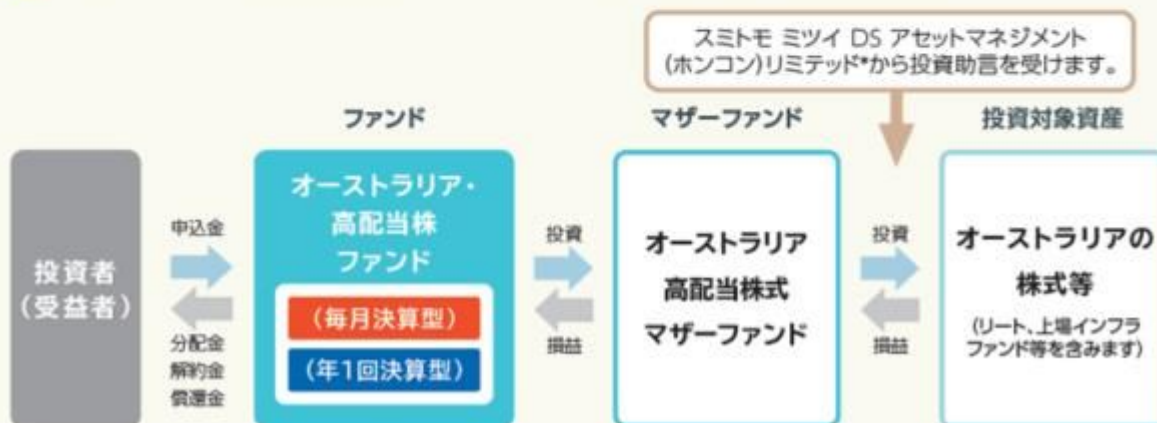 スミトモ ミツイ DS アセットマネジメント
(ホンコン)リミテッド*から投資助言を受けます。
ファンド
マザーファンド
投資対象資産
投資者
(受益者)
申込金
分配金
解約金
償還金
オーストラリア・
高配当株
ファンド
(毎月決算型)
(年1回決算型)
投資
損益
オーストラリア
高配当株式
マザーファンド
投資
損益
オーストラリアの
株式等
(リート、上場インフラ
ファンド等を含みます)